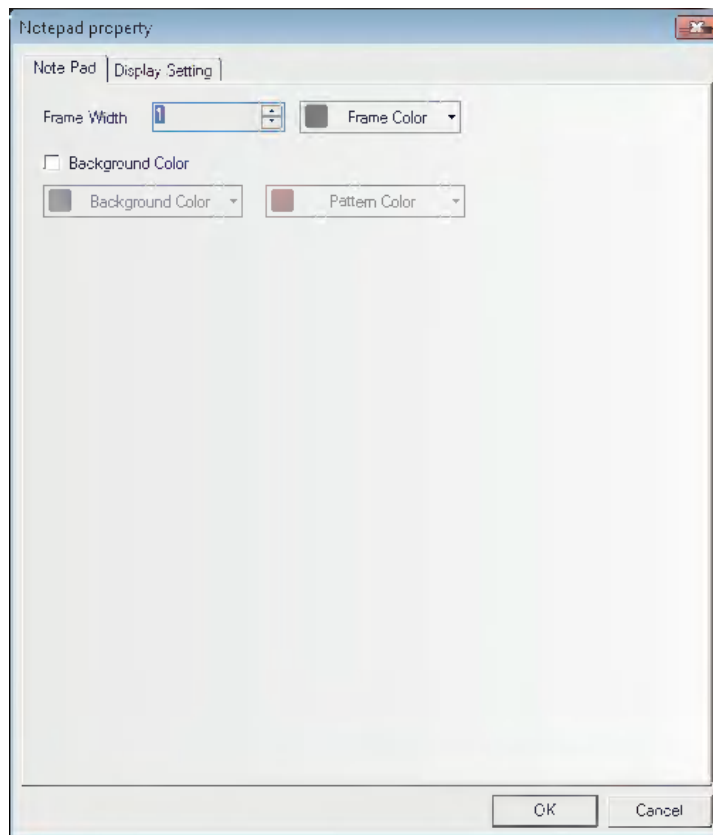 Notepad property
Note Pad Display Setting
Frame Width 1 Frame Color
Background Color
Background Color Pattern Color
OK Cancel